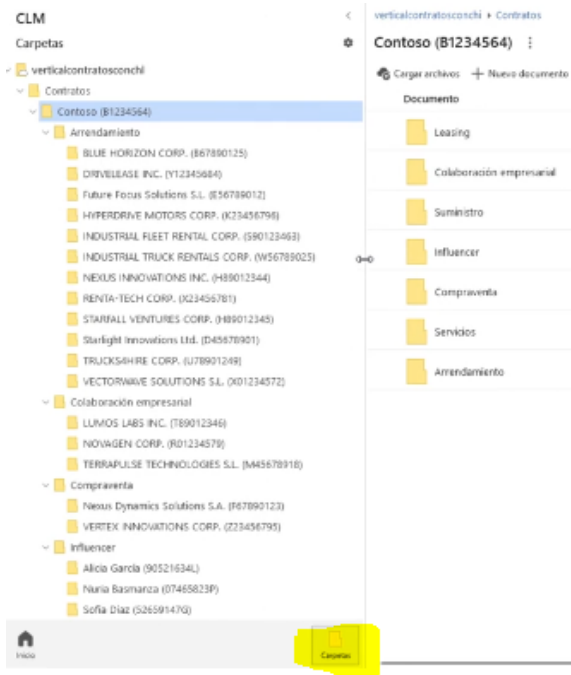 CLM
Carpetas
verticalcontratosconchi
Contratos
Contoso (B1234564)
Arrendamiento
BLUE HORIZON CORP. (B67890125)
DRIVELEASE INC. (Y12345684)
Future Focus Solutions S.L. (E56789012)
HYPERDRIVE MOTORS CORP. (K23456796)
INDUSTRIAL FLEET RENTAL CORP. (S90123463)
INDUSTRIAL TRUCK RENTALS CORP. (W56789025)
NEXUS INNOVATIONS INC. (H89012344)
RENTA-TECH CORP. (X23456781)
STARFALL VENTURES CORP. (H89012345)
Starlight Innovations Ltd. (D45678901)
TRUCKS4HIRE CORP. (U78901249)
VECTORWAVE SOLUTIONS S.L. (X01234572)
Colaboración empresarial
LUMOS LABS INC. (T89012346)
NOVAGEN CORP. (R01234579)
TERRAPULSE TECHNOLOGIES S.L. (M45678918)
Compraventa
Nexus Dynamics Solutions S.A. (F67890123)
VERTEX INNOVATIONS CORP. (Z23456795)
Influencer
Alicia García (90521634L)
Nuria Basmanza (07465823P)
Sofía Díaz (52659147G)
Inicio
Carpetas
verticalcontratosconchi Contratos
Contoso (B1234564)
Cargar archivos Nuevo documento
Documento
Leasing
Colaboración empresarial
Suministro
Influencer
Compraventa
Servicios
Arrendamiento